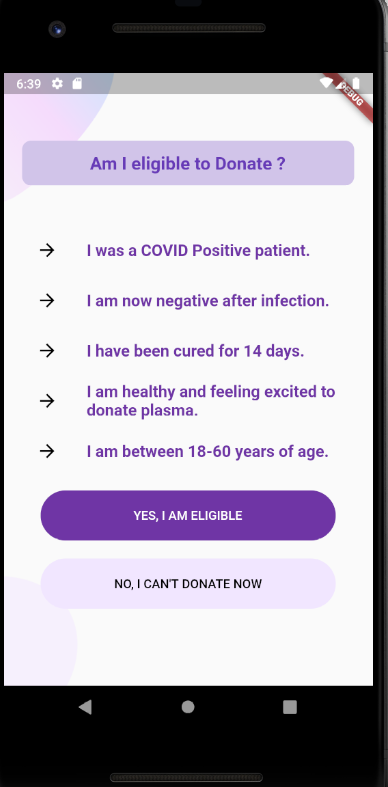 6:39
DEBUG
Am I eligible to Donate ?
I was a COVID Positive patient.
I am now negative after infection.
I have been cured for 14 days.
I am healthy and feeling excited to
donate plasma.
I am between 18-60 years of age.
YES, I AM ELIGIBLE
NO, I CAN'T DONATE NOW